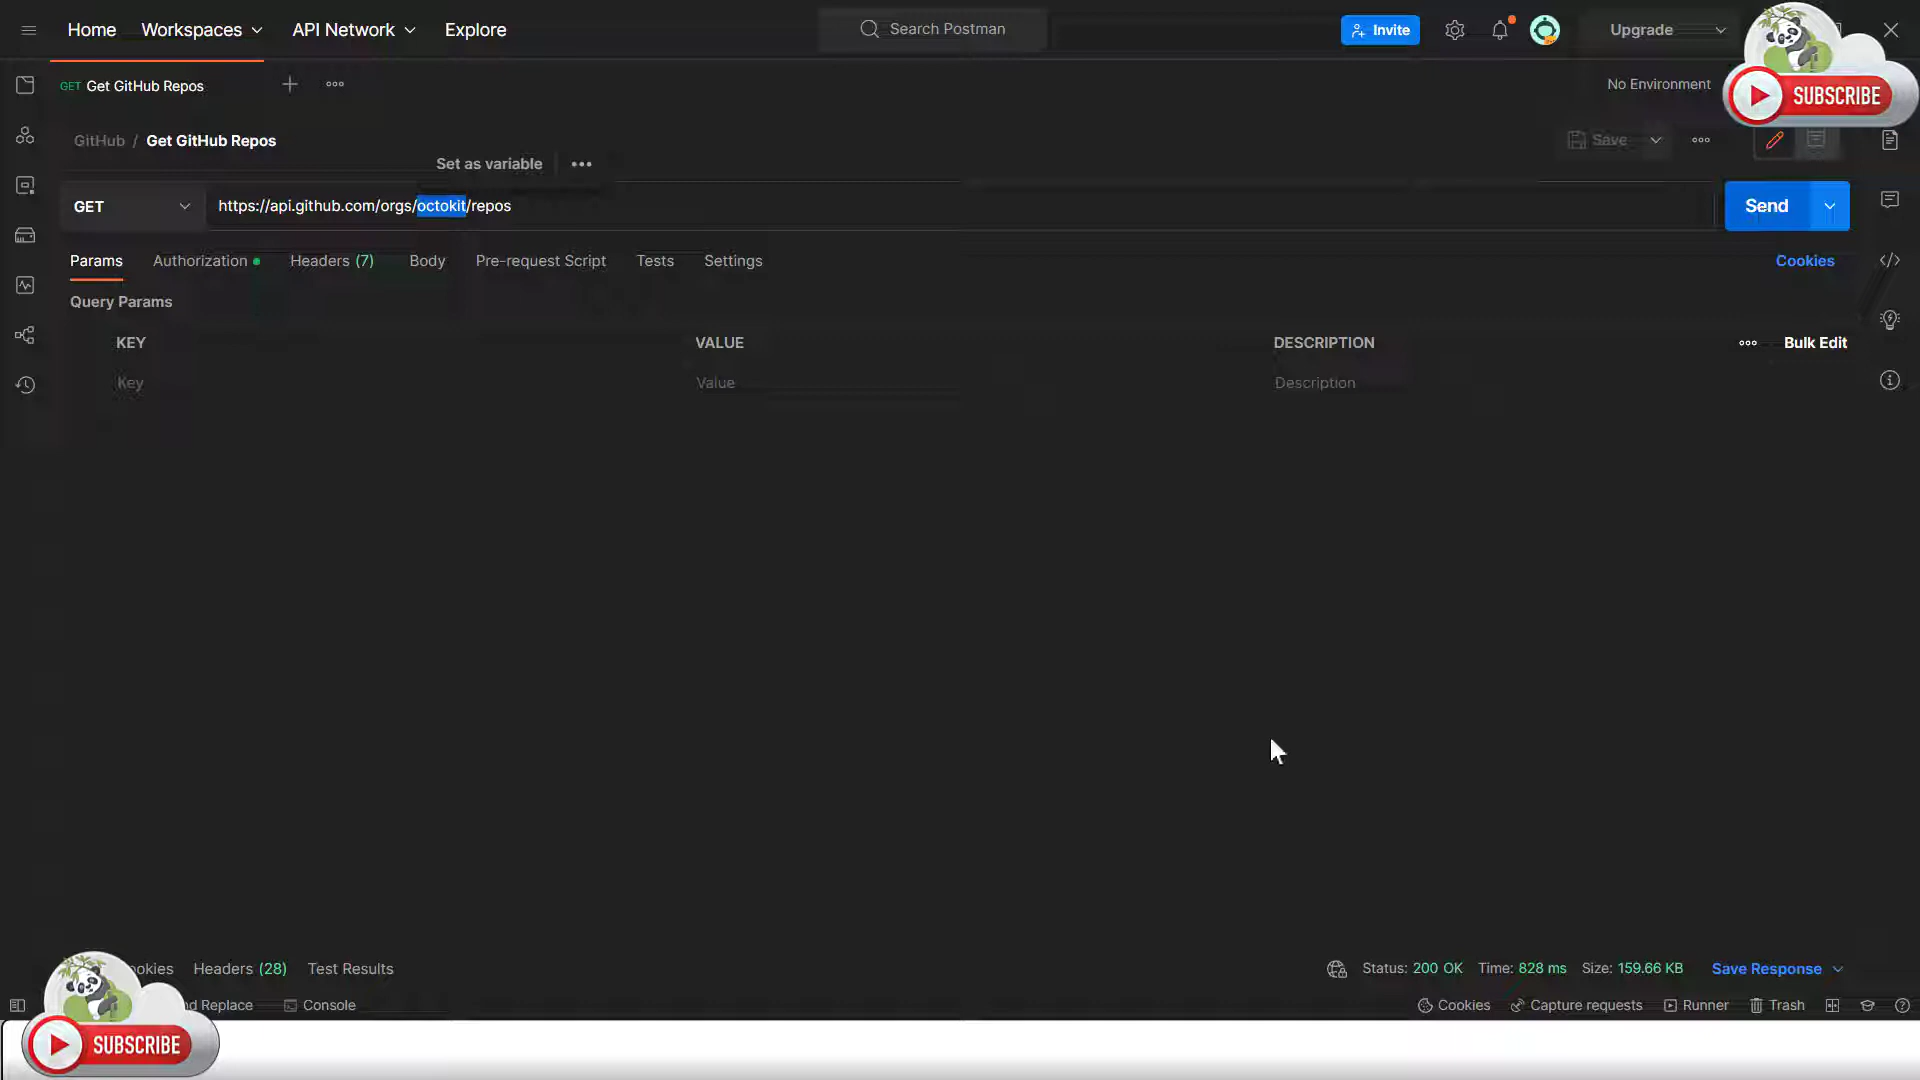 Home Workspaces API Network Explore Search Postman Invite Upgrade
GET Get GitHub Repos No Environment
SUBSCRIBE
GitHub / Get GitHub Repos Save
Set as variable
GET https://api.github.com/orgs/octokit/repos Send
Params Authorization Headers (7) Body Pre-request Script Tests Settings Cookies
Query Params
KEY VALUE DESCRIPTION Bulk Edit
Key Value Description
ookies Headers (28) Test Results Status: 200 OK Time: 828 ms Size: 159.66 KB Save Response
nd Replace Console Cookies Capture requests Runner Trash
SUBSCRIBE